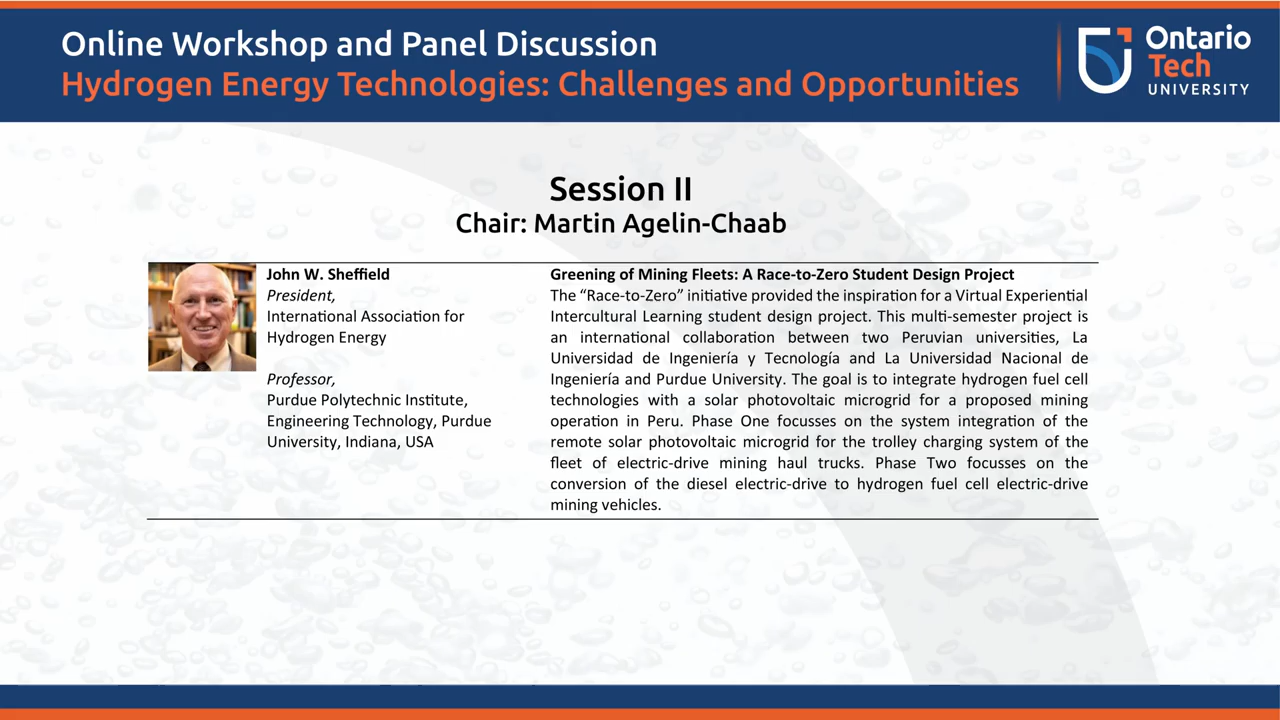 Online Workshop and Panel Discussion
Hydrogen Energy Technologies: Challenges and Opportunities
Ontario
Tech
UNIVERSITY
Session II
Chair: Martin Agelin-Chaab
John W. Sheffield
President,
International Association for
Hydrogen Energy
Professor,
Purdue Polytechnic Institute,
Engineering Technology, Purdue
University, Indiana, USA
Greening of Mining Fleets: A Race-to-Zero Student Design Project
The “Race-to-Zero” initiative provided the inspiration for a Virtual Experiential
Intercultural Learning student design project. This multi-semester project is
an international collaboration between two Peruvian universities, La
Universidad de Ingeniería y Tecnología and La Universidad Nacional de
Ingeniería and Purdue University. The goal is to integrate hydrogen fuel cell
technologies with a solar photovoltaic microgrid for a proposed mining
operation in Peru. Phase One focusses on the system integration of the
remote solar photovoltaic microgrid for the trolley charging system of the
fleet of electric-drive mining haul trucks. Phase Two focusses on the
conversion of the diesel electric-drive to hydrogen fuel cell electric-drive
mining vehicles.